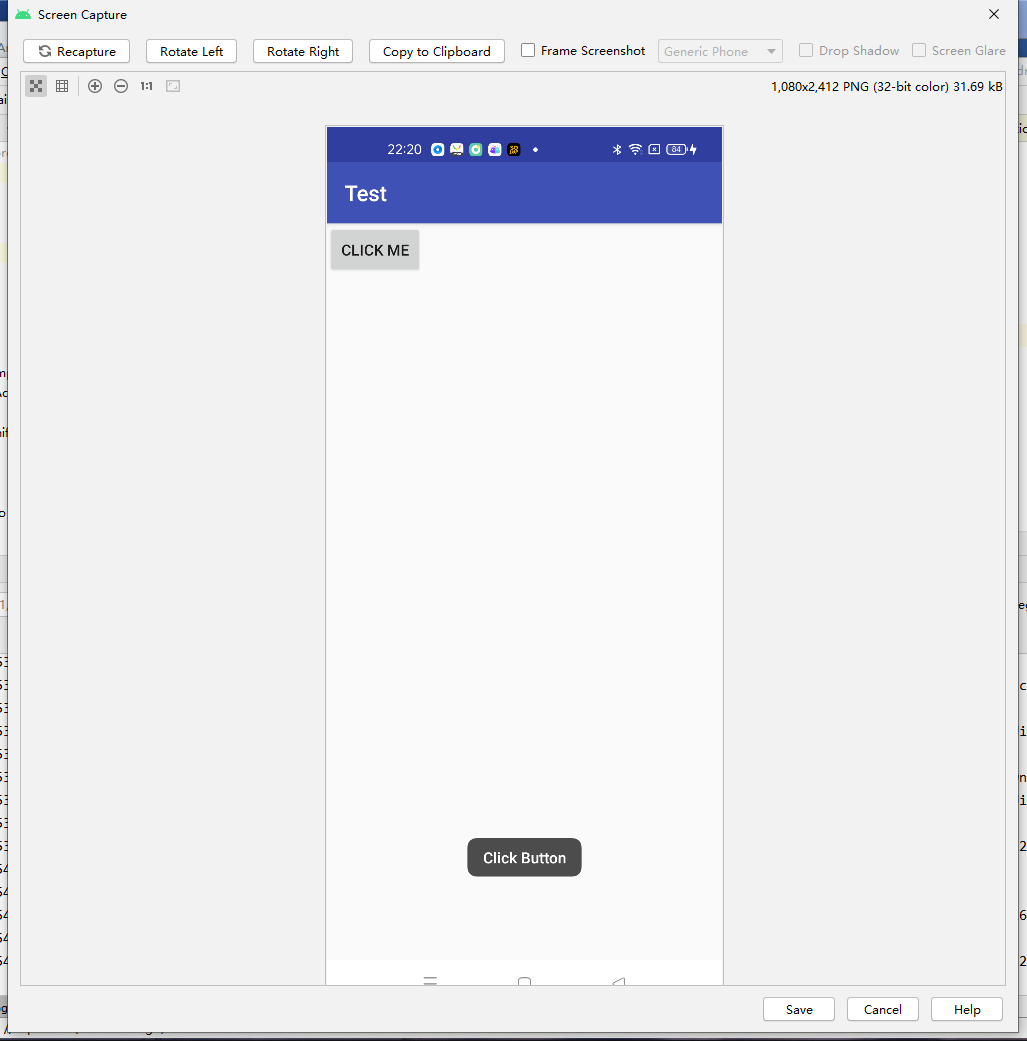 Screen Capture
Recapture Rotate Left Rotate Right Copy to Clipboard Frame Screenshot Generic Phone Drop Shadow Screen Glare
1:1 1,080x2,412 PNG (32-bit color) 31.69 kB
22:20 84
Test
CLICK ME
Click Button
Save Cancel Help